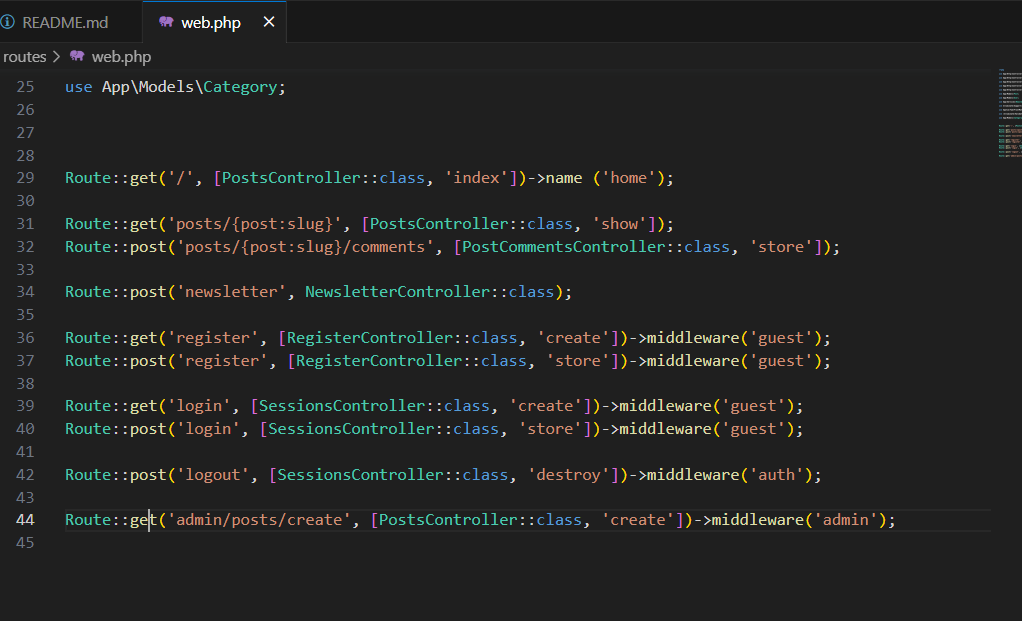 README.md
web.php
routes > web.php
25 use App\Models\Category;
26
27
28
29 Route::get('/', [PostsController::class, 'index'])->name ('home');
30
31 Route::get('posts/{post:slug}', [PostsController::class, 'show']);
32 Route::post('posts/{post:slug}/comments', [PostCommentsController::class, 'store']);
33
34 Route::post('newsletter', NewsletterController::class);
35
36 Route::get('register', [RegisterController::class, 'create'])->middleware('guest');
37 Route::post('register', [RegisterController::class, 'store'])->middleware('guest');
38
39 Route::get('login', [SessionsController::class, 'create'])->middleware('guest');
40 Route::post('login', [SessionsController::class, 'store'])->middleware('guest');
41
42 Route::post('logout', [SessionsController::class, 'destroy'])->middleware('auth');
43
44 Route::get('admin/posts/create', [PostsController::class, 'create'])->middleware('admin');
45